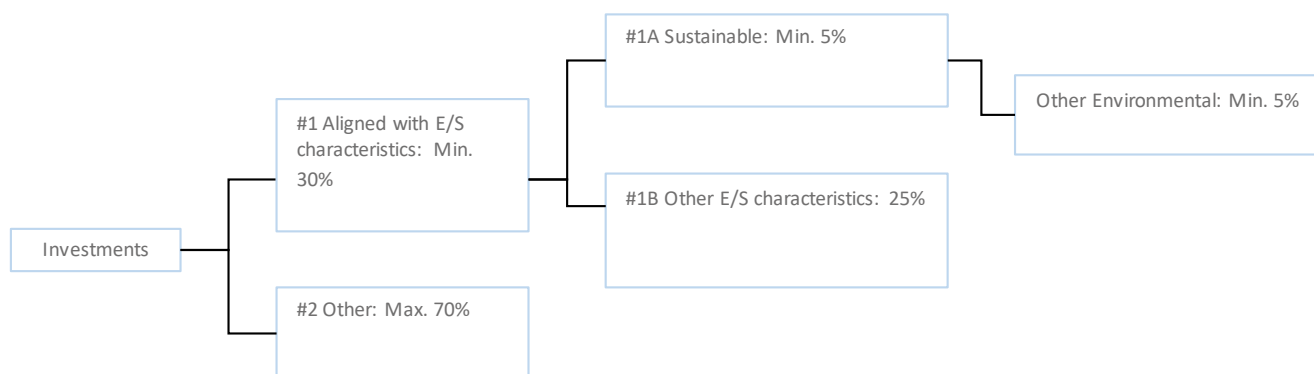 #1A Sustainable: Min. 5%
Other Environmental: Min. 5%
#1 Aligned with E/S
characteristics: Min.
30%
#1B Other E/S characteristics: 25%
Investments
#2 Other: Max. 70%